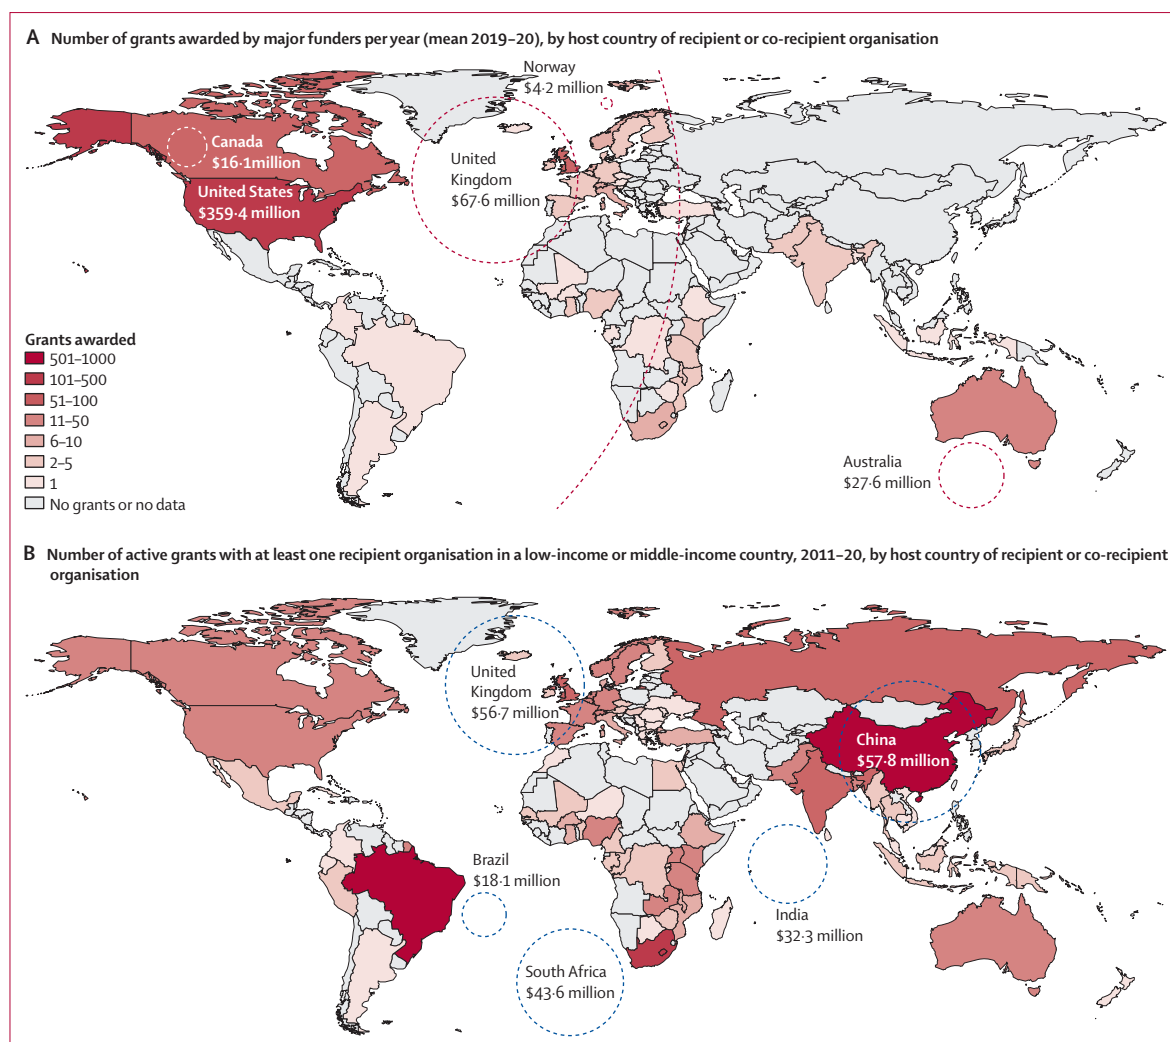 A Number of grants awarded by major funders per year (mean 2019–20), by host country of recipient or co-recipient organisation
Norway
$4·2 million
Canada
$16·1million
United States
$359·4 million
United
Kingdom
$67·6 million
Grants awarded
501–1000
101–500
51–100
11–50
6–10
2–5
1
No grants or no data
Australia
$27·6 million
B Number of active grants with at least one recipient organisation in a low-income or middle-income country, 2011–20, by host country of recipient or co-recipient
organisation
United
Kingdom
$56·7 million
China
$57·8 million
Brazil
$18·1 million
India
$32·3 million
South Africa
$43·6 million